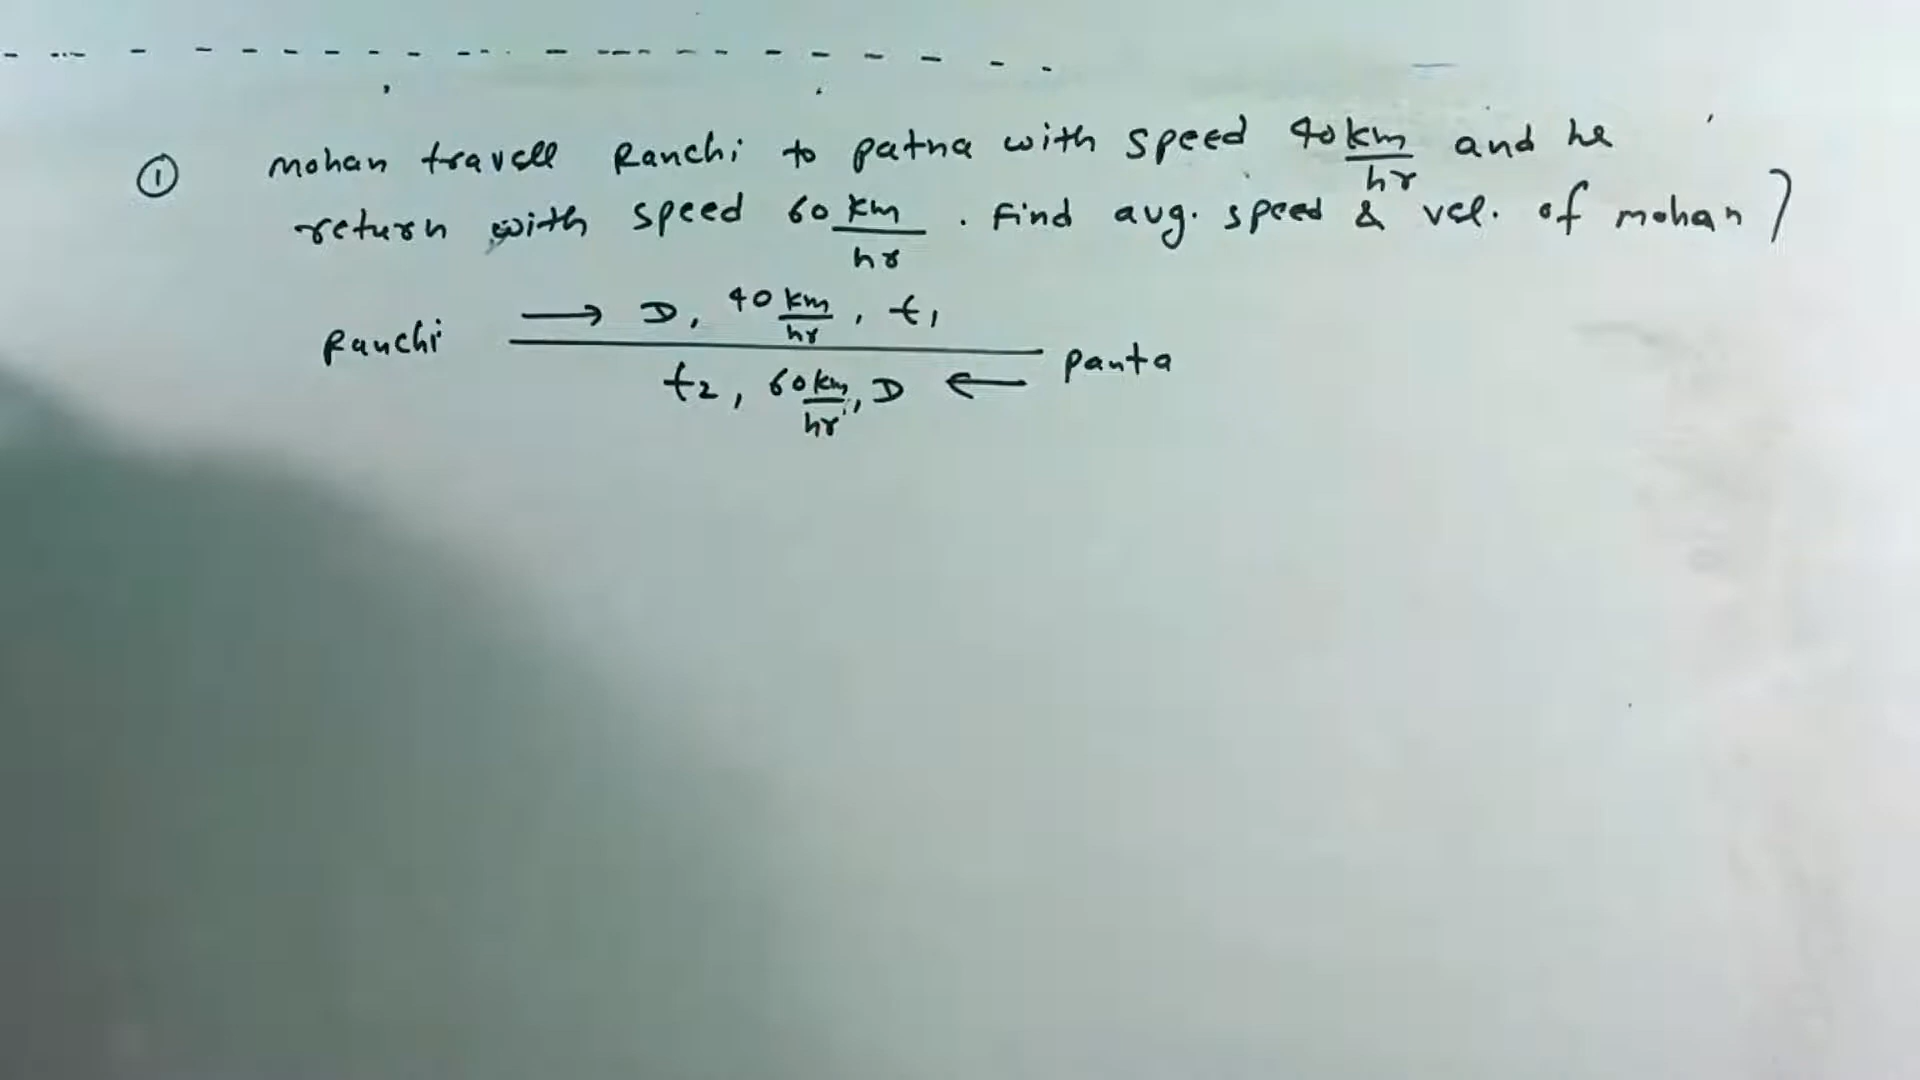 ① Mohan travell Ranchi to patna with speed 40 km/hr and he
return with speed 60 km/hr . Find avg. speed & vel. of mohan ?
→ D, 40 km/hr , t1
Ranchi
Panta
t2, 60 km/hr, D ←